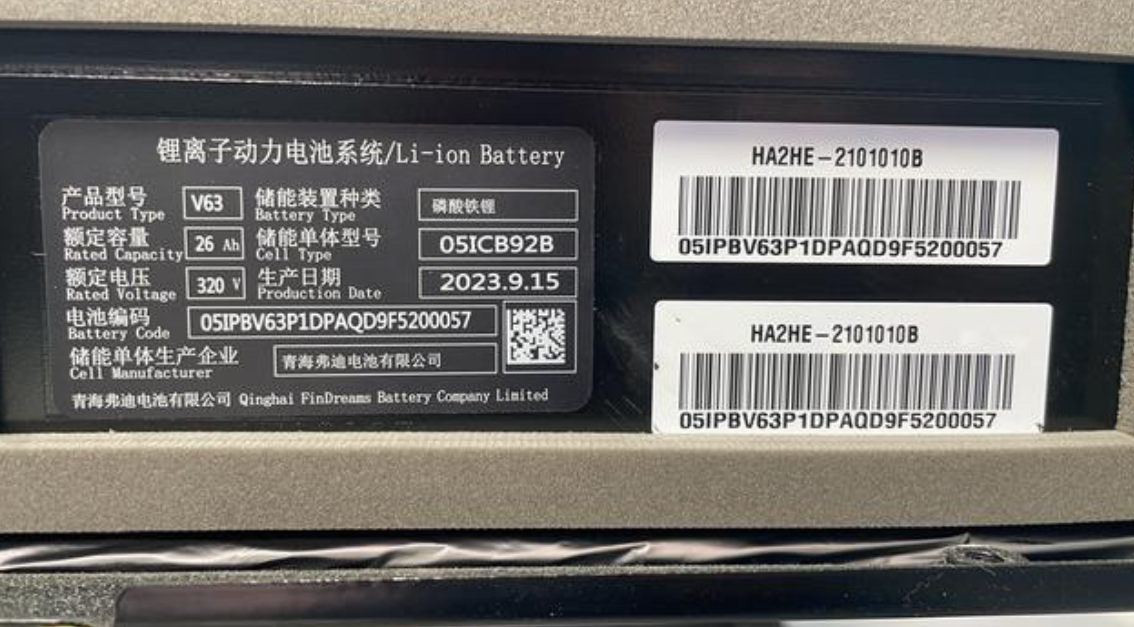 锂离子动力电池系统/Li-ion Battery
产品型号 V63 储能装置种类 磷酸铁锂
Product Type Battery Type
额定容量 26 Ah 储能单体型号 05ICB92B
Rated Capacity Cell Type
额定电压 320 V 生产日期 2023.9.15
Rated Voltage Production Date
电池编码 05IPBV63P1DPAQD9F5200057
Battery Code
储能单体生产企业 青海弗迪电池有限公司
Cell Manufacturer
青海弗迪电池有限公司 Qinghai FinDreams Battery Company Limited
HA2HE-2101010B
05IPBV63P1DPAQD9F5200057
HA2HE-2101010B
05IPBV63P1DPAQD9F5200057